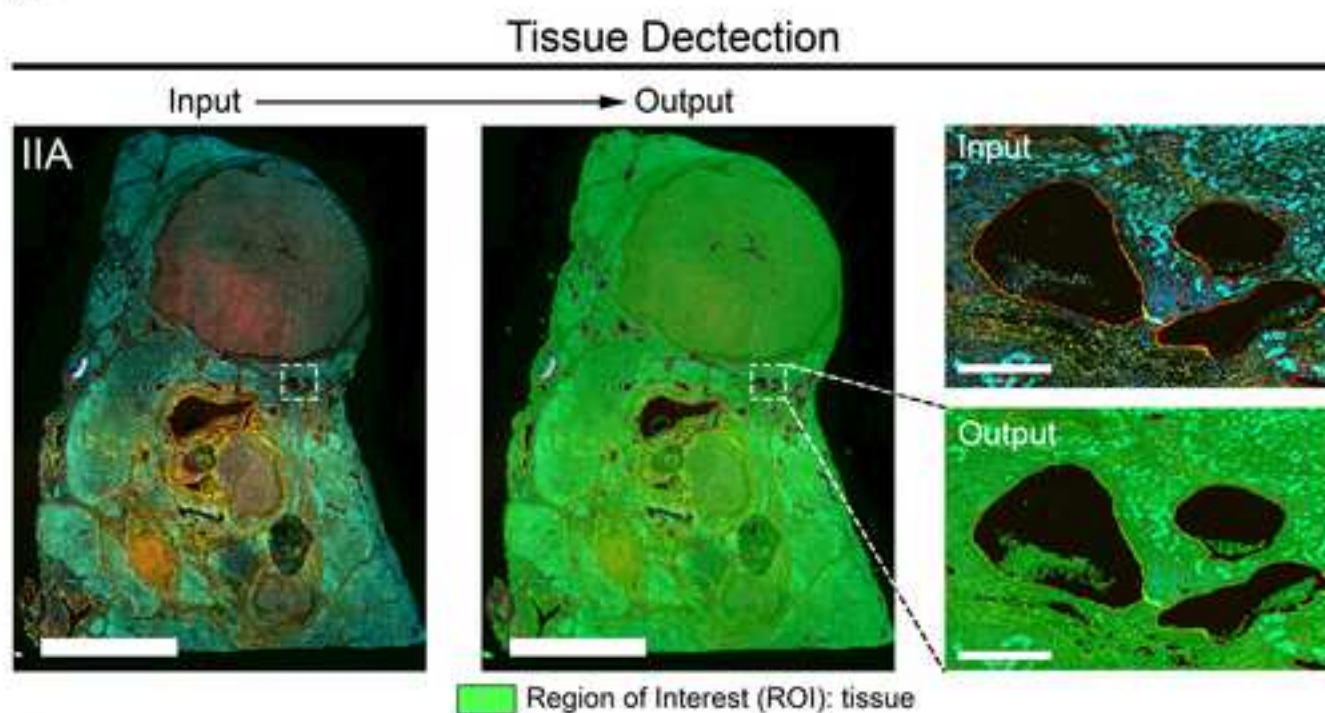 Tissue Dectection
Input
Output
IIA
Input
Output
Region of Interest (ROI): tissue